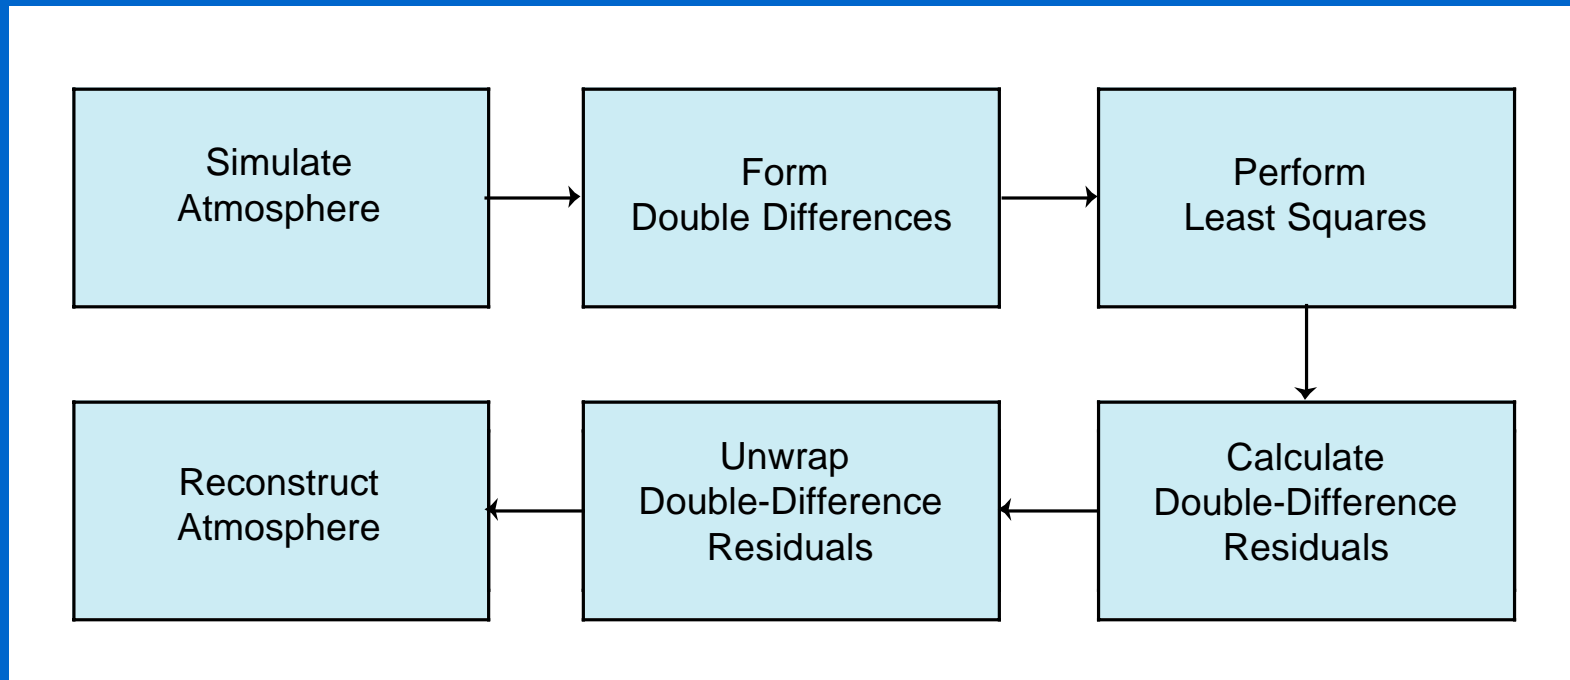 Simulate
Atmosphere
Form
Double Differences
Perform
Least Squares
Calculate
Double-Difference
Residuals
Unwrap
Double-Difference
Residuals
Reconstruct
Atmosphere